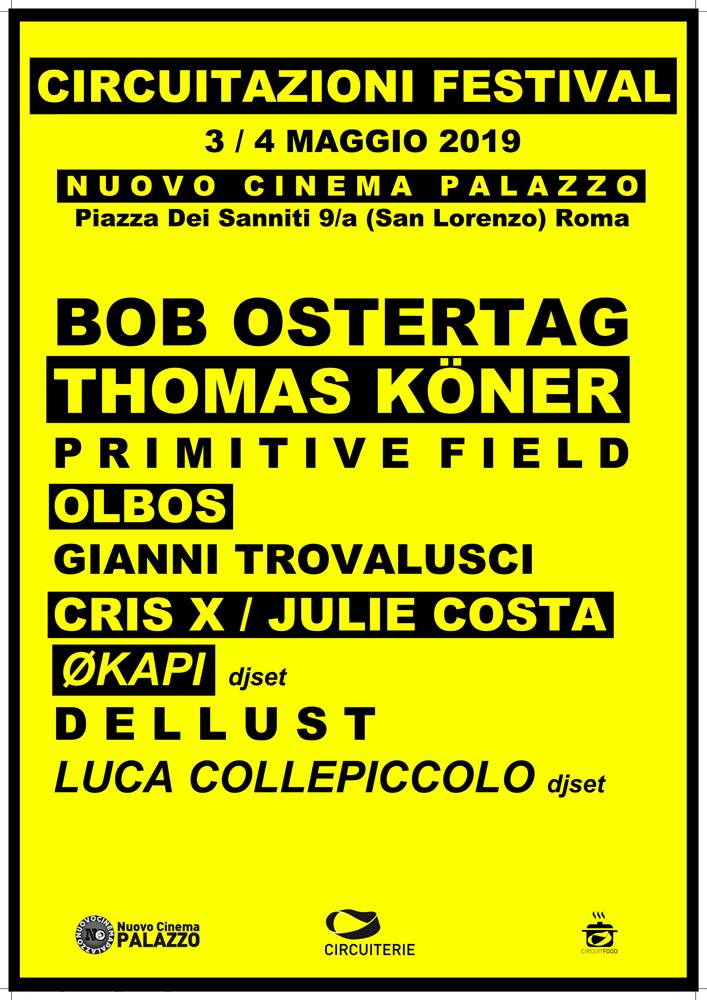 CIRCUITAZIONI FESTIVAL
3 / 4 MAGGIO 2019
NUOVO CINEMA PALAZZO
Piazza Dei Sanniti 9/a (San Lorenzo) Roma
BOB OSTERTAG
THOMAS KÖNER
PRIMITIVE FIELD
OLBOS
GIANNI TROVALUSCI
CRIS X / JULIE COSTA
ØKAPI djset
DELLUST
LUCA COLLEPICCOLO djset
NUOVOCINEMAPALAZZO
Nuovo Cinema
PALAZZO
CIRCUITERIE
CIRCUITFOOD